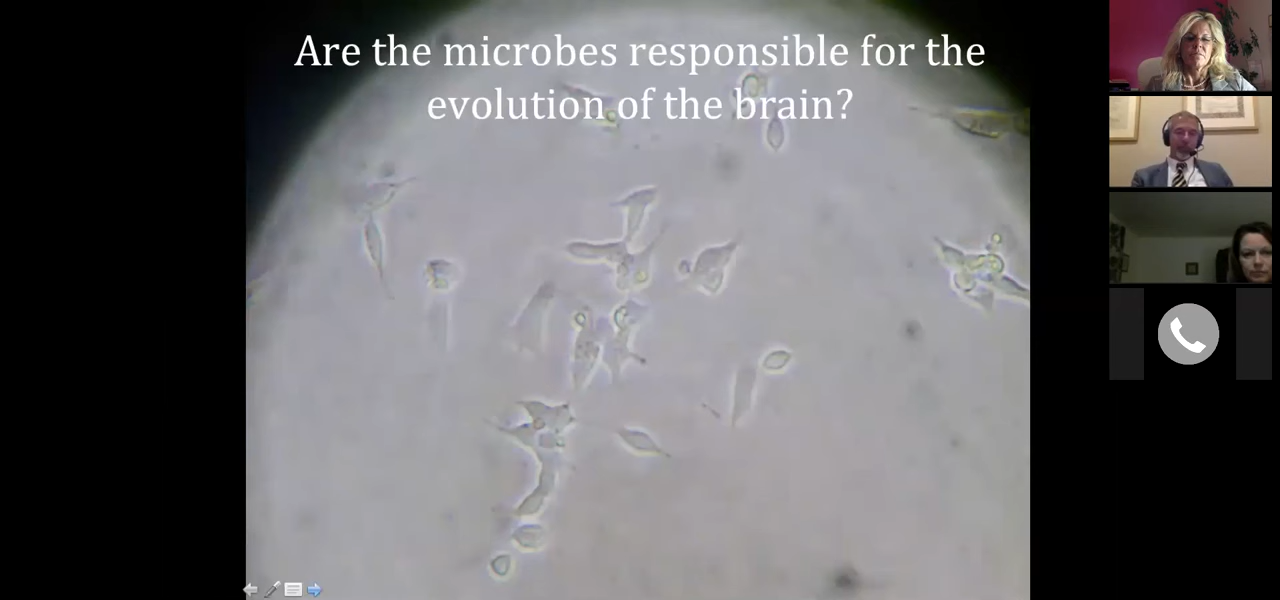 Are the microbes responsible for the
evolution of the brain?